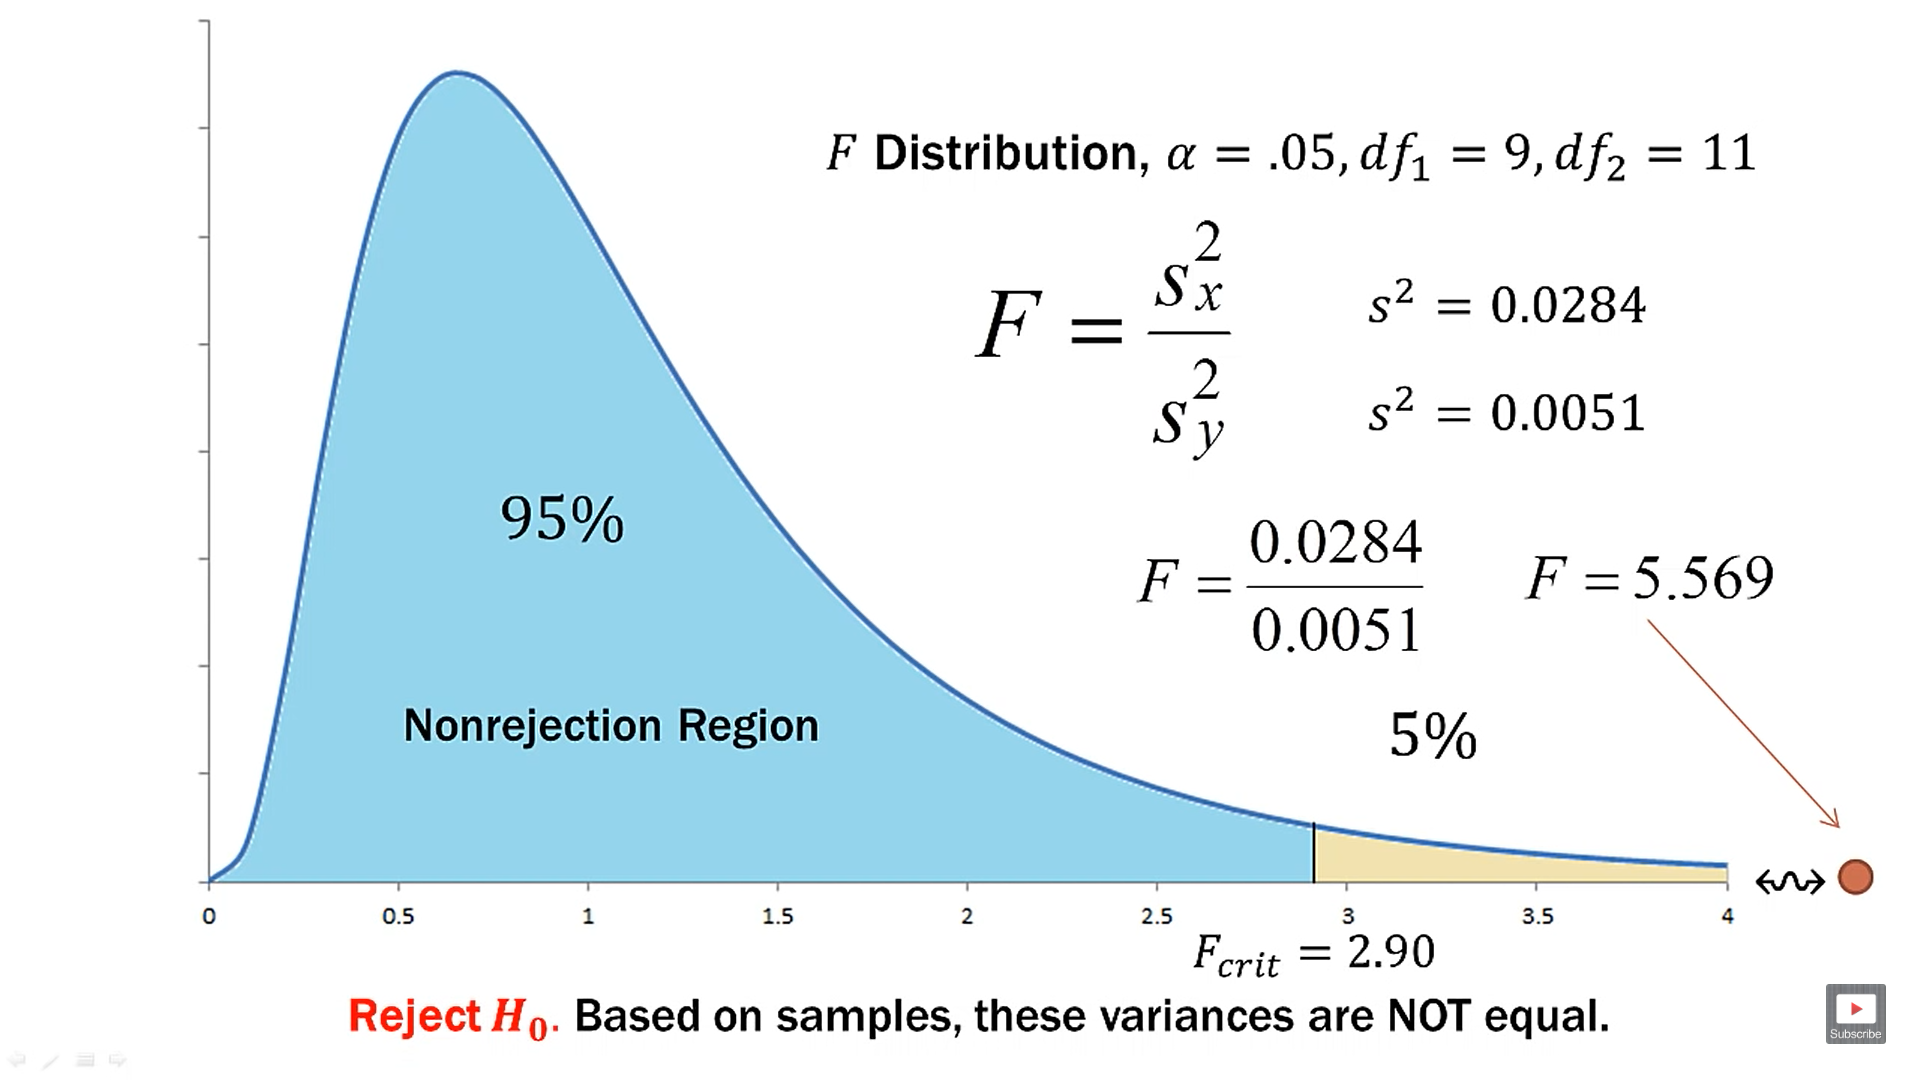 F Distribution, α = .05, df₁ = 9, df₂ = 11
F = s²ₓ / s²ᵧ
s² = 0.0284
s² = 0.0051
95%
F = 0.0284 / 0.0051
F = 5.569
Nonrejection Region
5%
0 0.5 1 1.5 2 2.5 3 3.5 4
F_crit = 2.90
Reject H₀. Based on samples, these variances are NOT equal.
Subscribe